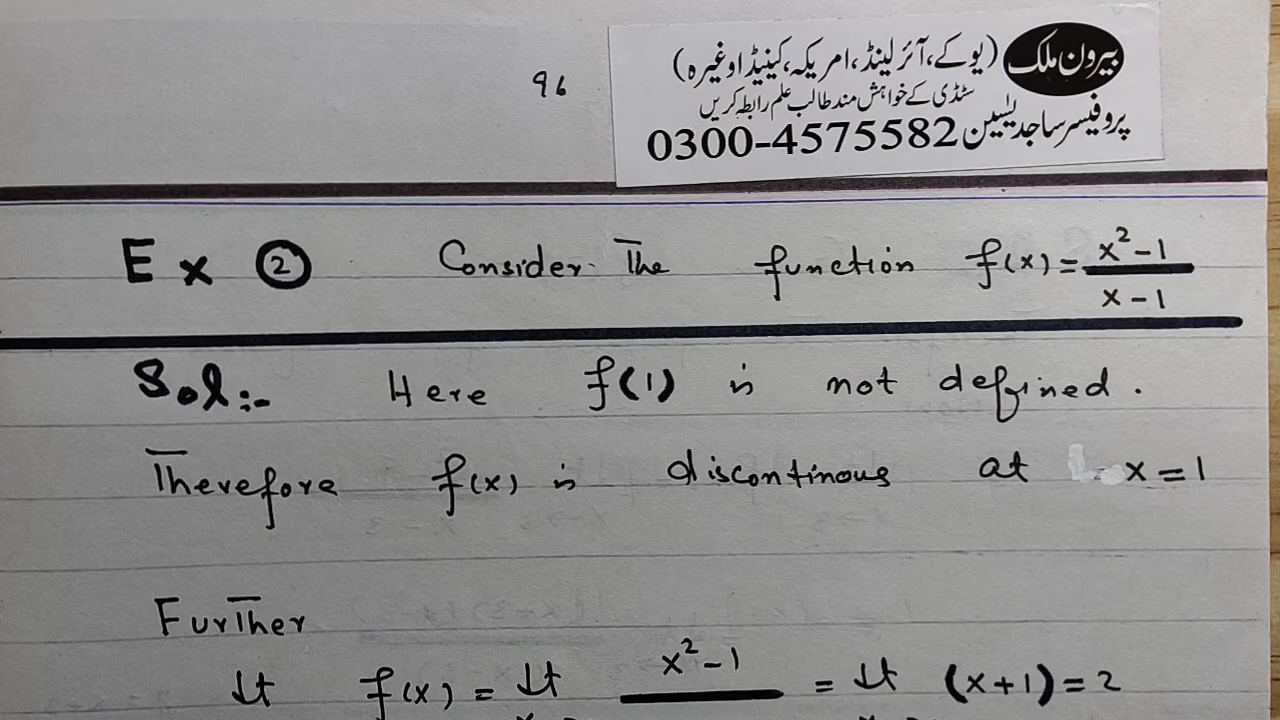 96
بیرون ملک (یوکے، آئرلینڈ، امریکہ، کینیڈا وغیرہ)
سٹڈی کے خواہش مند طالب علم رابطہ کریں
پروفیسر ساجد یٰسین 0300-4575582
Ex ② Consider The function f(x) = x²-1 / x-1
Sol:- Here f(1) is not defined.
Therefore f(x) is discontinous at x=1
Further
Lt f(x) = Lt x²-1 = Lt (x+1)=2